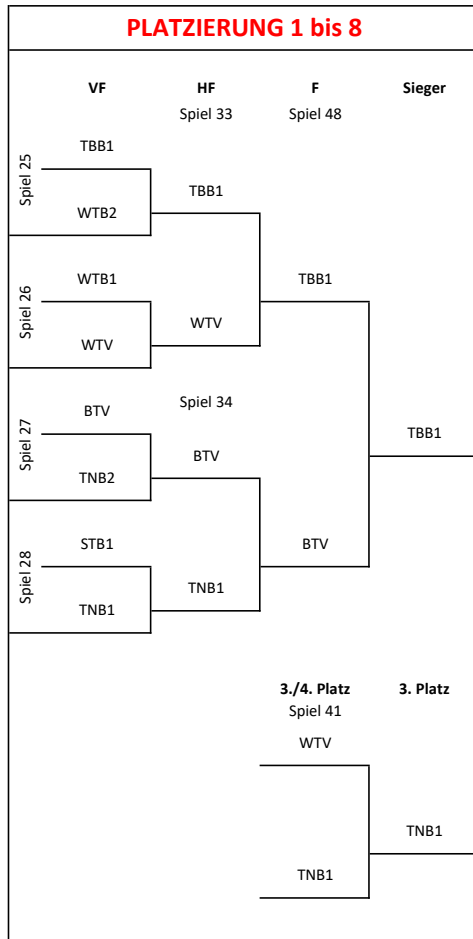 PLATZIERUNG 1 bis 8
VF HF F Sieger
Spiel 33 Spiel 48
Spiel 25
TBB1
TBB1
WTB2
Spiel 26
WTB1
TBB1
WTV
WTV
Spiel 34
Spiel 27
BTV
TBB1
BTV
TNB2
Spiel 28
STB1
BTV
TNB1
TNB1
3./4. Platz 3. Platz
Spiel 41
WTV
TNB1
TNB1